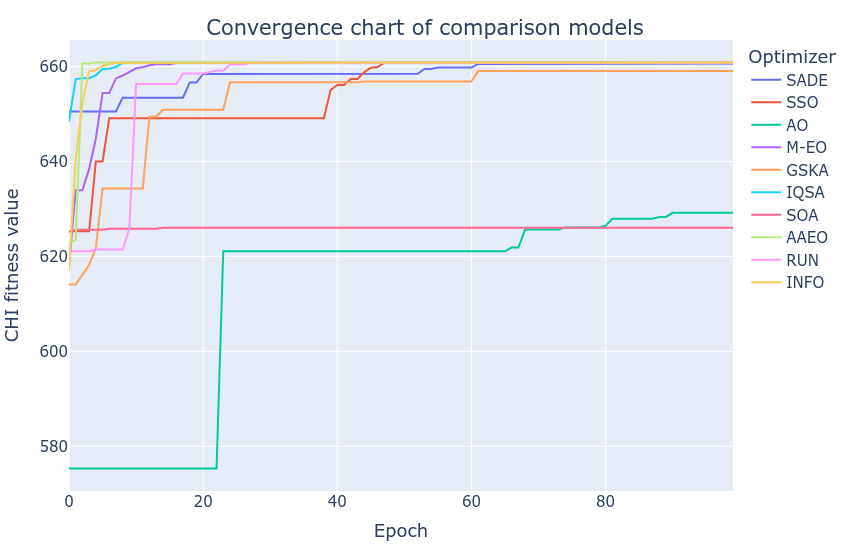 Convergence chart of comparison models
Optimizer
SADE
SSO
AO
M-EO
GSKA
IQSA
SOA
AAEO
RUN
INFO
CHI fitness value
660
640
620
600
580
0 20 40 60 80
Epoch